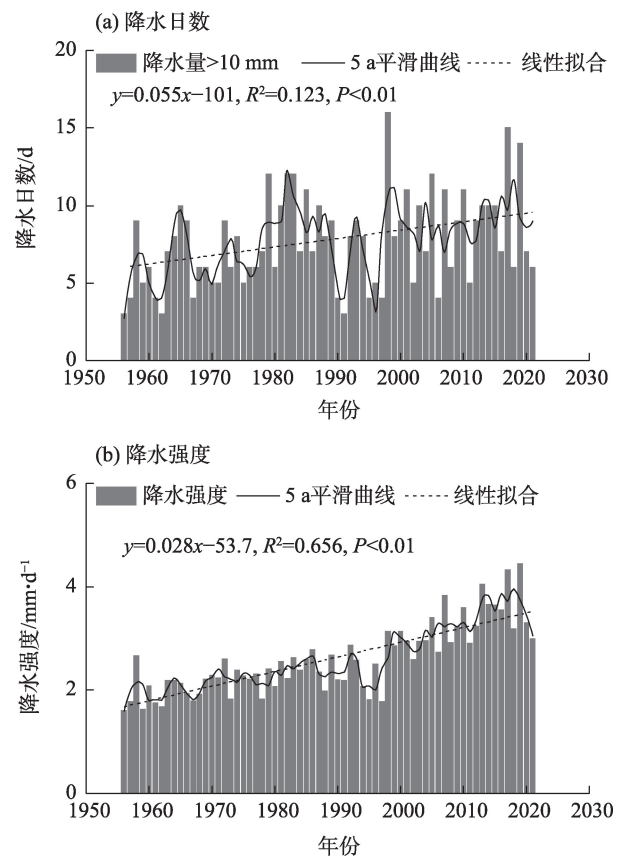 (a) 降水日数
20
降水量>10 mm 5 a平滑曲线 线性拟合
y=0.055x−101, R²=0.123, P<0.01
15
10
5
0
降水日数/d
1950 1960 1970 1980 1990 2000 2010 2020 2030
年份
(b) 降水强度
6
降水强度 5 a平滑曲线 线性拟合
y=0.028x−53.7, R²=0.656, P<0.01
4
2
0
降水强度/mm·d⁻¹
1950 1960 1970 1980 1990 2000 2010 2020 2030
年份